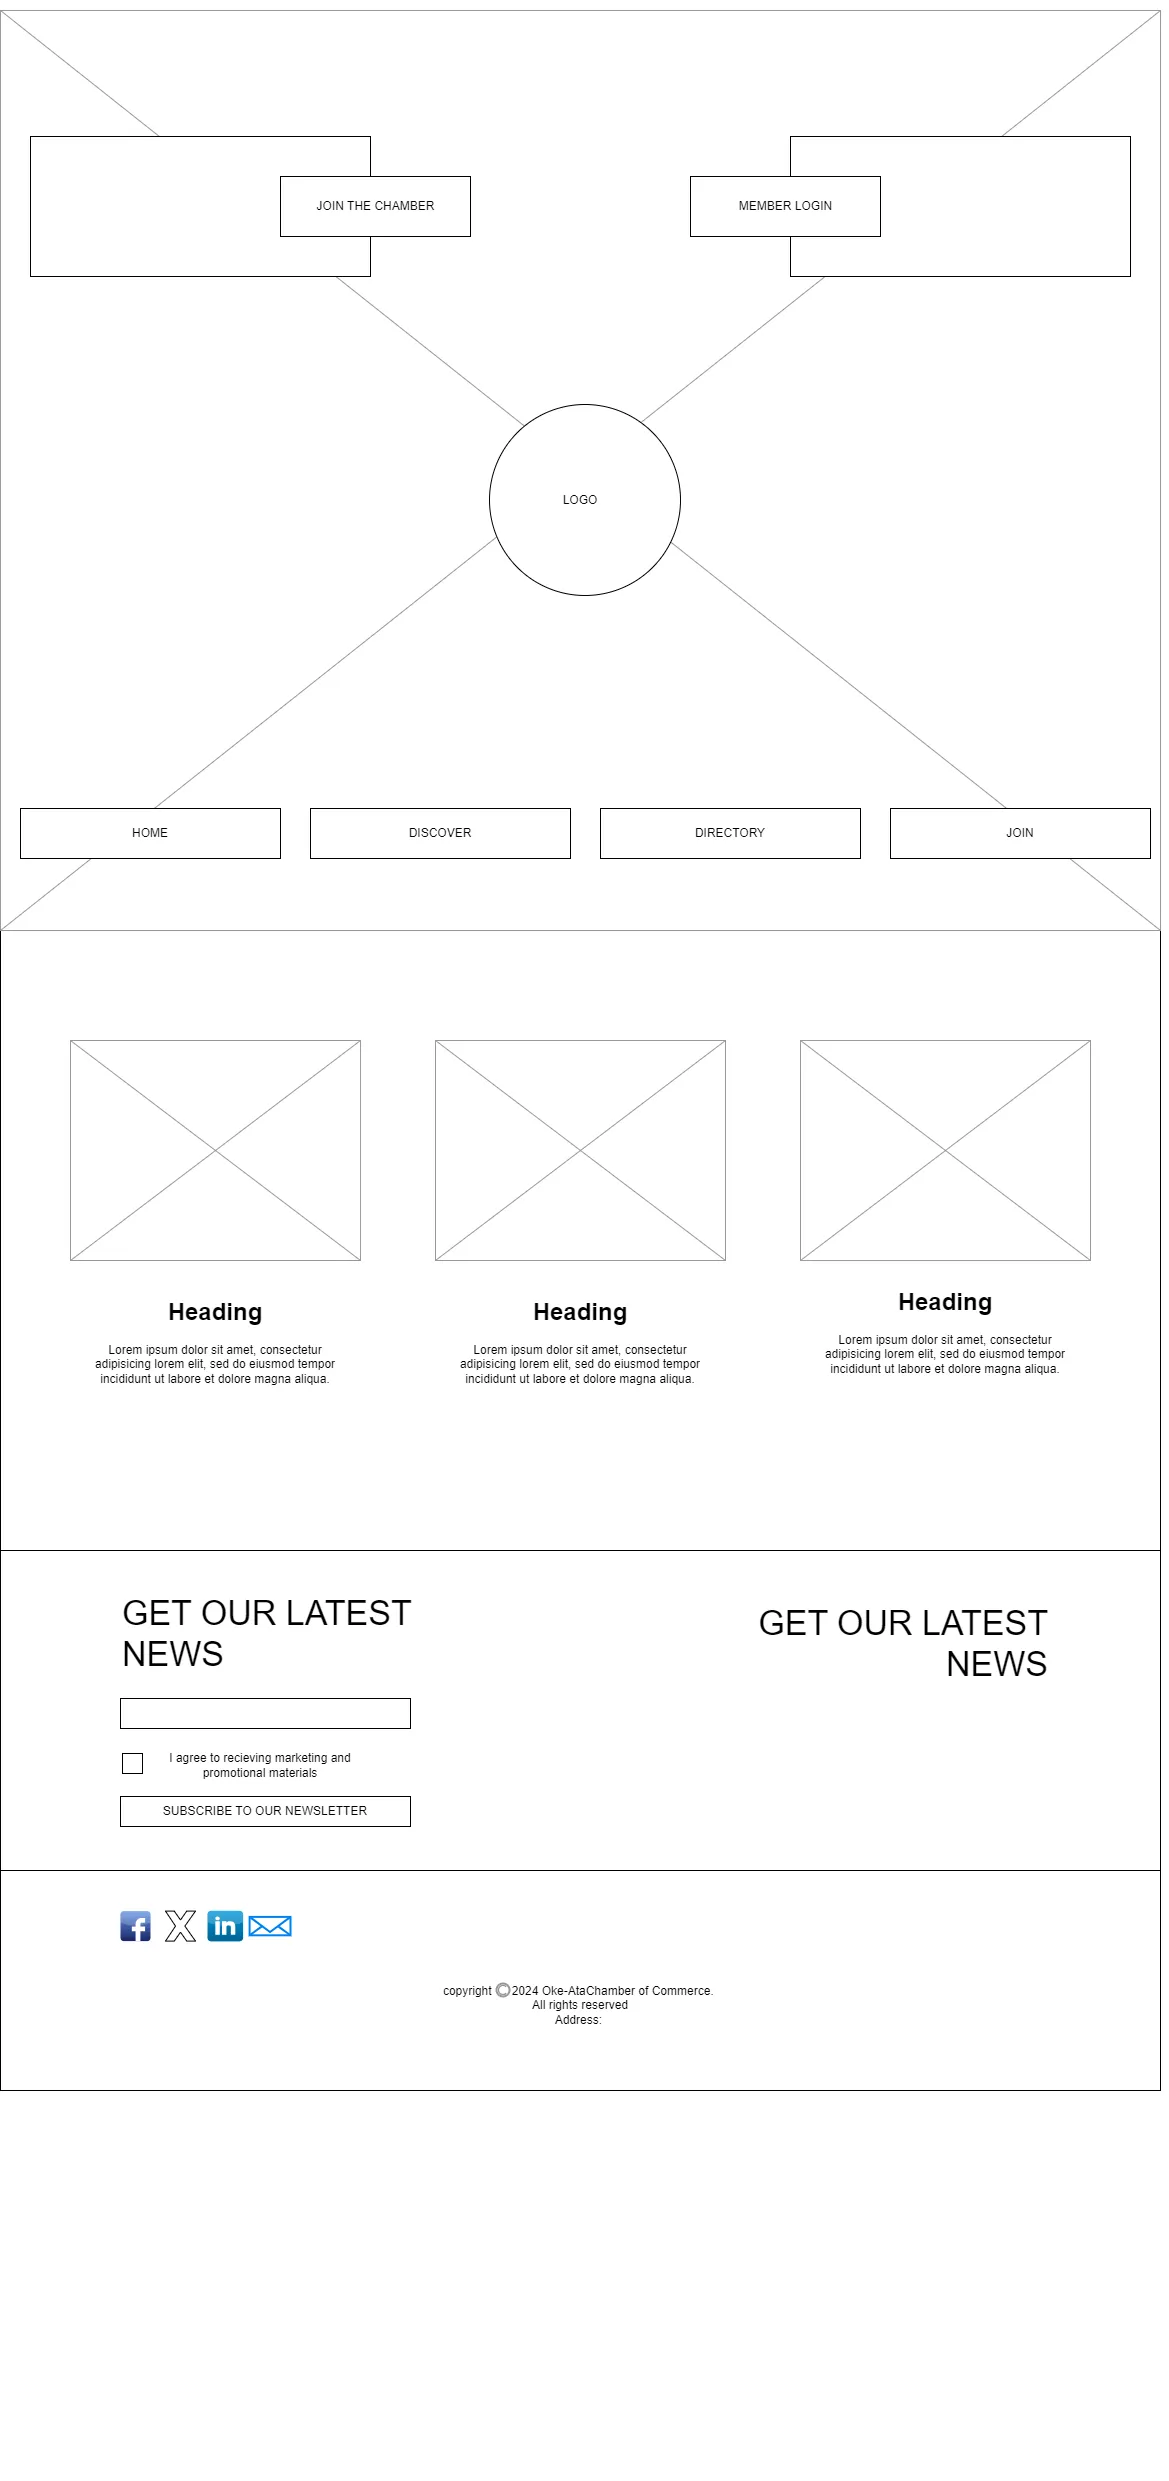 JOIN THE CHAMBER
MEMBER LOGIN
LOGO
HOME
DISCOVER
DIRECTORY
JOIN
Heading
Lorem ipsum dolor sit amet, consectetur
adipisicing lorem elit, sed do eiusmod tempor
incididunt ut labore et dolore magna aliqua.
Heading
Lorem ipsum dolor sit amet, consectetur
adipisicing lorem elit, sed do eiusmod tempor
incididunt ut labore et dolore magna aliqua.
Heading
Lorem ipsum dolor sit amet, consectetur
adipisicing lorem elit, sed do eiusmod tempor
incididunt ut labore et dolore magna aliqua.
GET OUR LATEST
NEWS
I agree to recieving marketing and
promotional materials
SUBSCRIBE TO OUR NEWSLETTER
GET OUR LATEST
NEWS
f X in
copyright ©2024 Oke-AtaChamber of Commerce.
All rights reserved
Address: